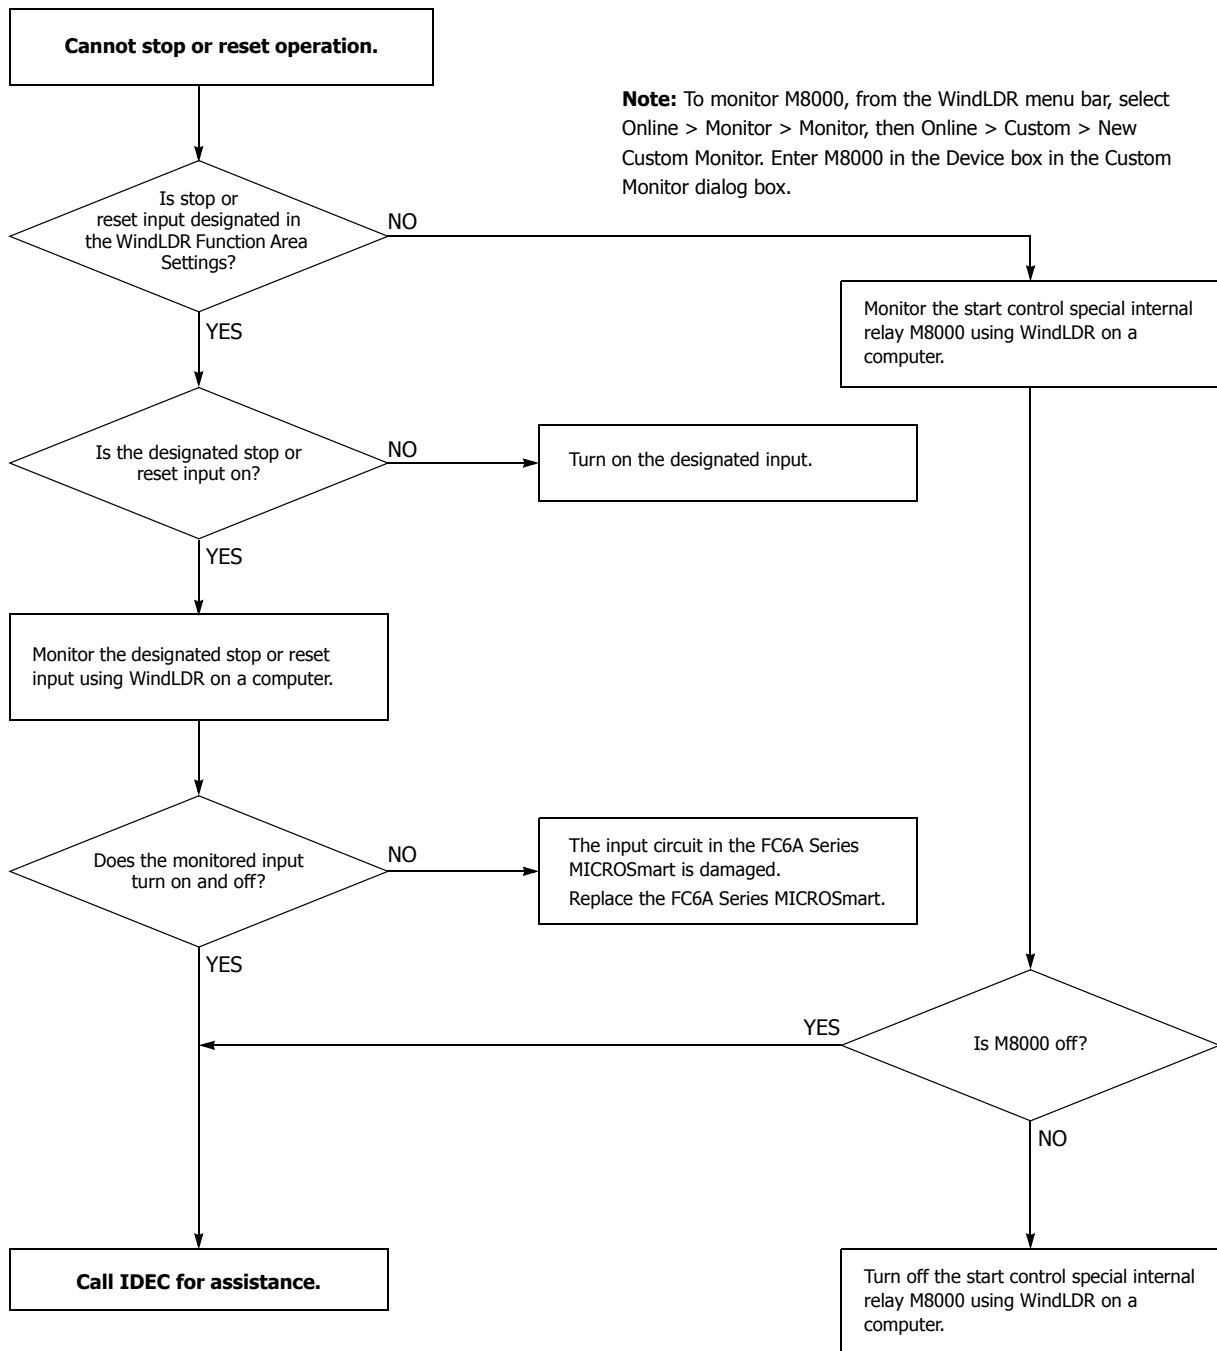 Cannot stop or reset operation.
Note: To monitor M8000, from the WindLDR menu bar, select
Online > Monitor > Monitor, then Online > Custom > New
Custom Monitor. Enter M8000 in the Device box in the Custom
Monitor dialog box.
Is stop or
reset input designated in
the WindLDR Function Area
Settings?
NO
YES
Monitor the start control special internal
relay M8000 using WindLDR on a
computer.
Is the designated stop or
reset input on?
NO
Turn on the designated input.
YES
Monitor the designated stop or reset
input using WindLDR on a computer.
Does the monitored input
turn on and off?
NO
The input circuit in the FC6A Series
MICROSmart is damaged.
Replace the FC6A Series MICROSmart.
YES
YES
Is M8000 off?
NO
Call IDEC for assistance.
Turn off the start control special internal
relay M8000 using WindLDR on a
computer.